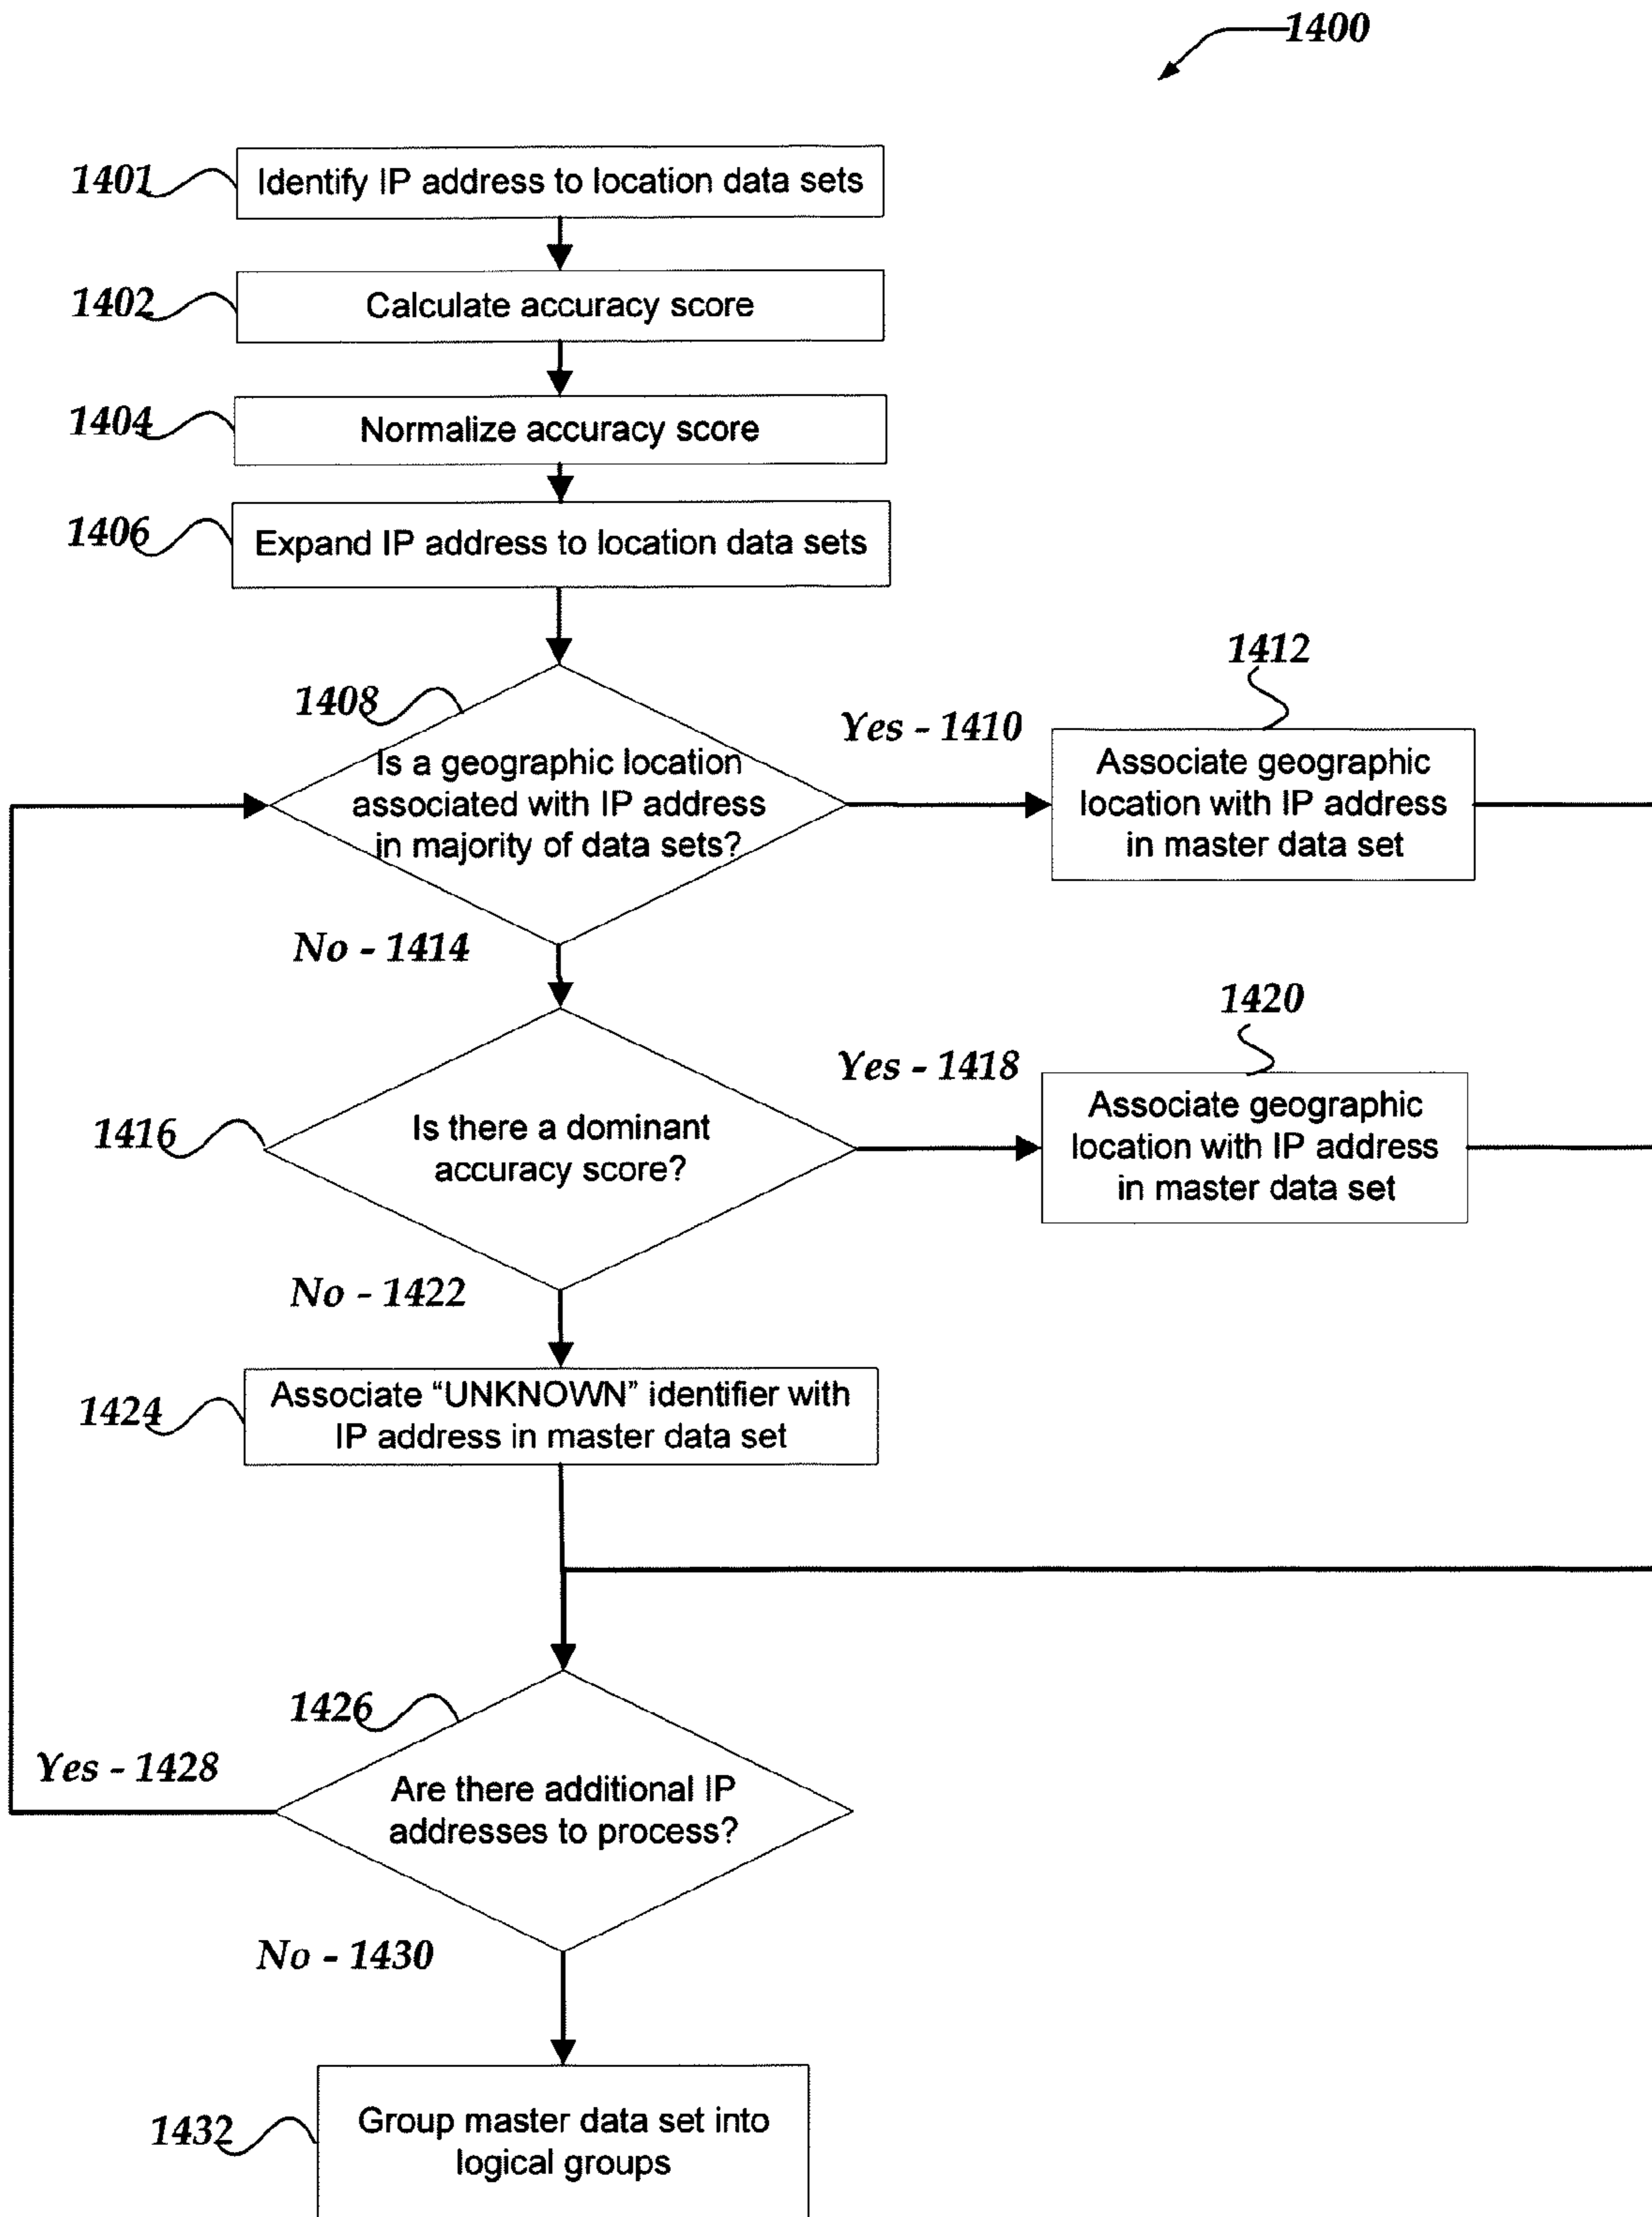 1400
1401
Identify IP address to location data sets
1402
Calculate accuracy score
1404
Normalize accuracy score
1406
Expand IP address to location data sets
1408
Is a geographic location
associated with IP address
in majority of data sets?
Yes - 1410
1412
Associate geographic
location with IP address
in master data set
No - 1414
1416
Is there a dominant
accuracy score?
Yes - 1418
1420
Associate geographic
location with IP address
in master data set
No - 1422
1424
Associate “UNKNOWN” identifier with
IP address in master data set
1426
Are there additional IP
addresses to process?
Yes - 1428
No - 1430
1432
Group master data set into
logical groups